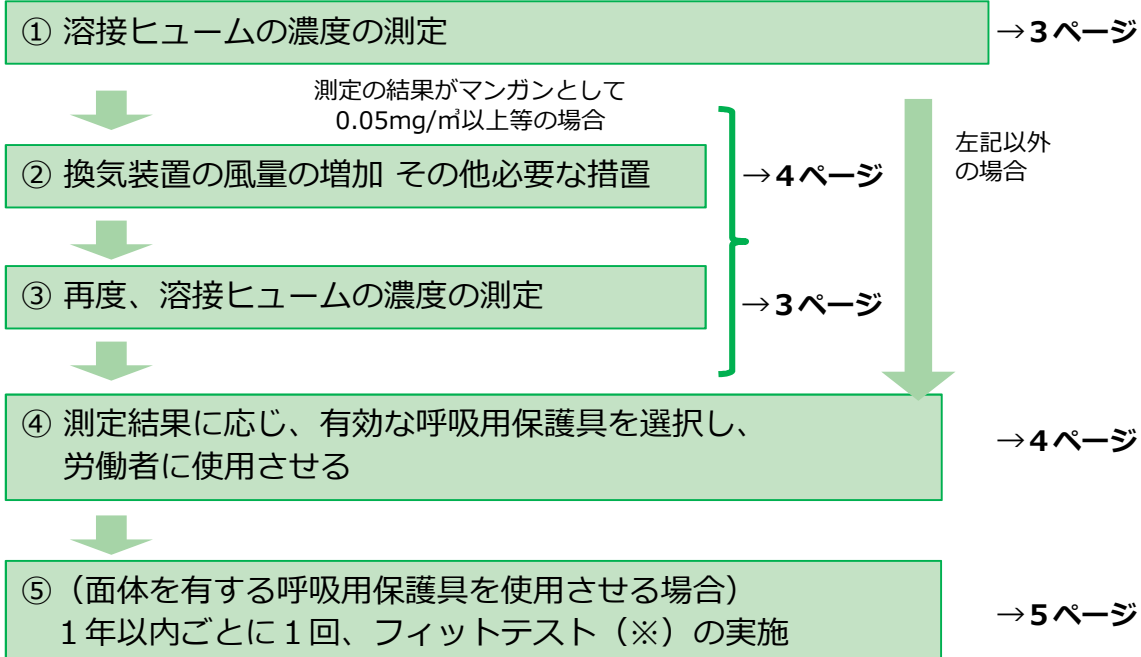 ① 溶接ヒュームの濃度の測定
→３ページ
測定の結果がマンガンとして
0.05mg/㎥以上等の場合
左記以外
の場合
② 換気装置の風量の増加 その他必要な措置
→４ページ
③ 再度、溶接ヒュームの濃度の測定
→３ページ
④ 測定結果に応じ、有効な呼吸用保護具を選択し、
労働者に使用させる
→４ページ
⑤（面体を有する呼吸用保護具を使用させる場合）
１年以内ごとに１回、フィットテスト（※）の実施
→５ページ